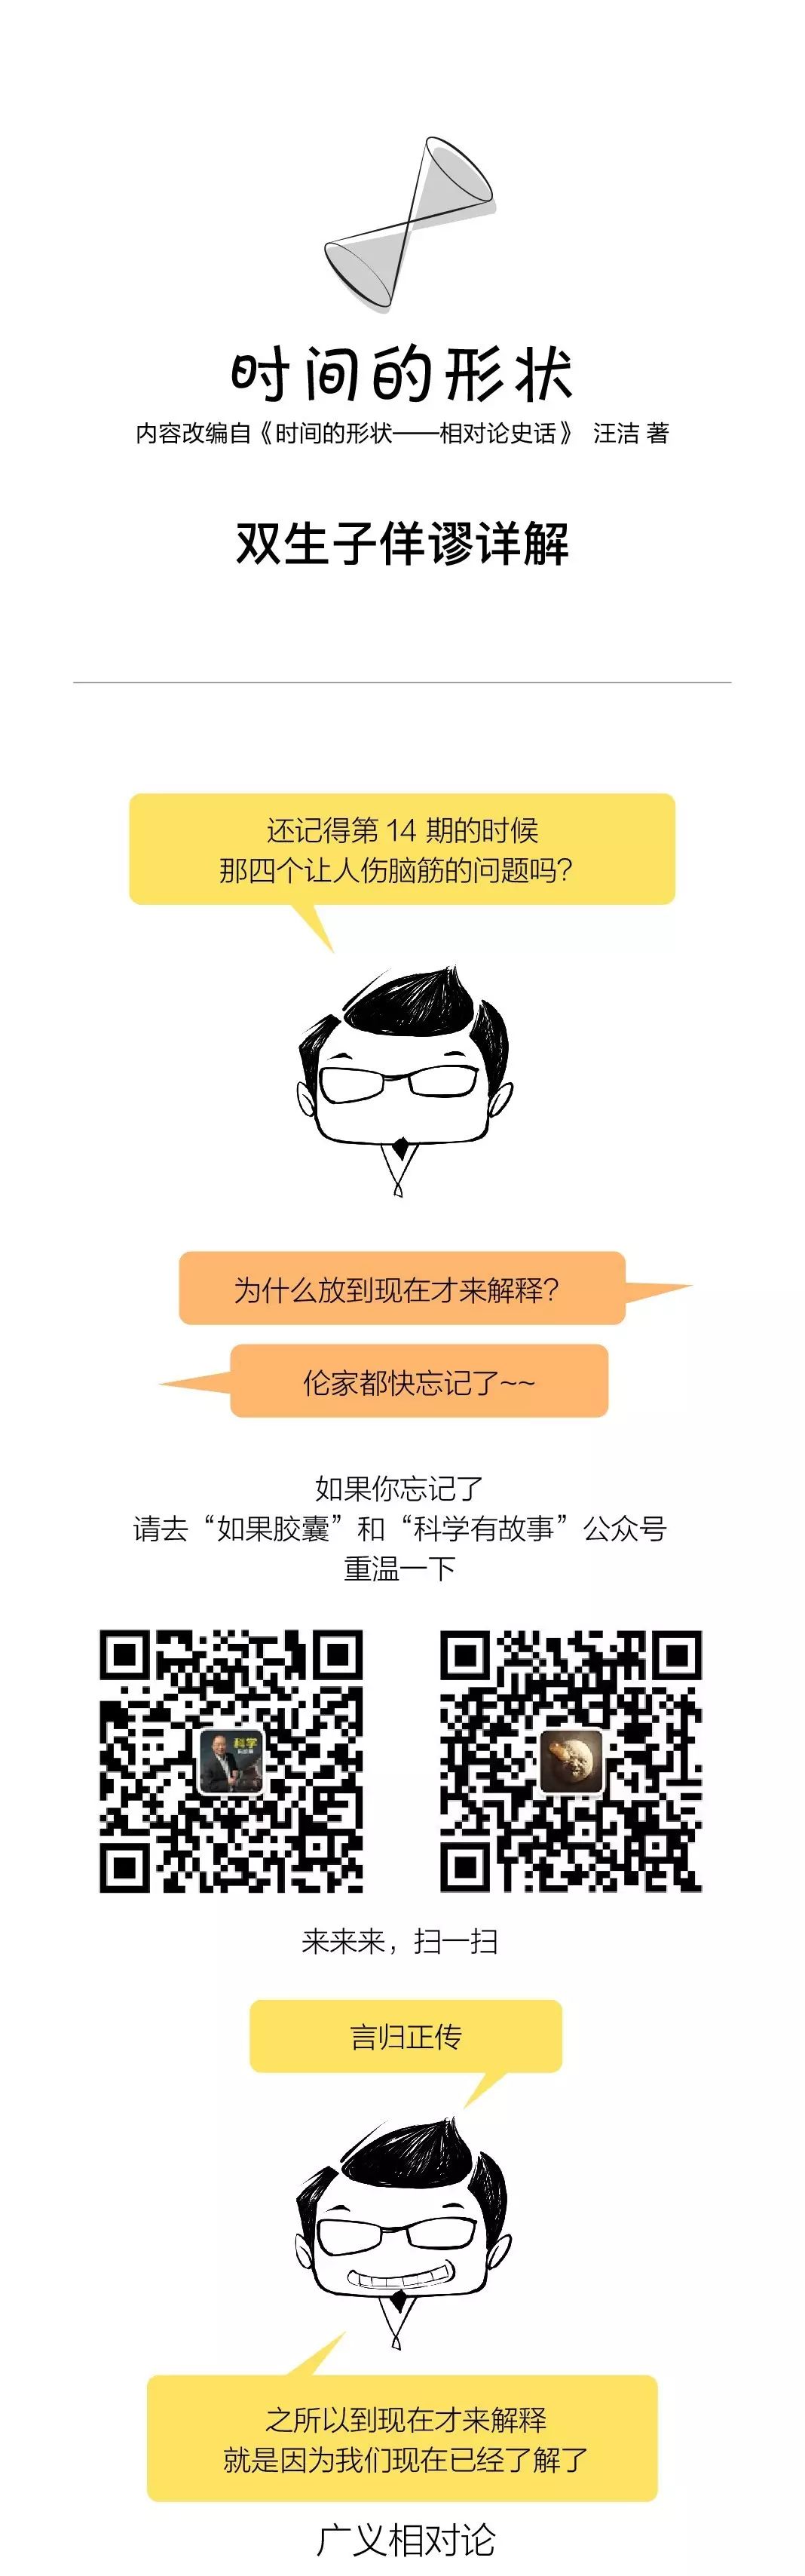 时间的形状
内容改编自《时间的形状——相对论史话》 汪洁 著
双生子佯谬详解
还记得第 14 期的时候
那四个让人伤脑筋的问题吗？
为什么放到现在才来解释？
伦家都快忘记了~~
如果你忘记了
请去“如果胶囊”和“科学有故事”公众号
重温一下
科学
来来来，扫一扫
言归正传
之所以到现在才来解释
就是因为我们现在已经了解了
广义相对论